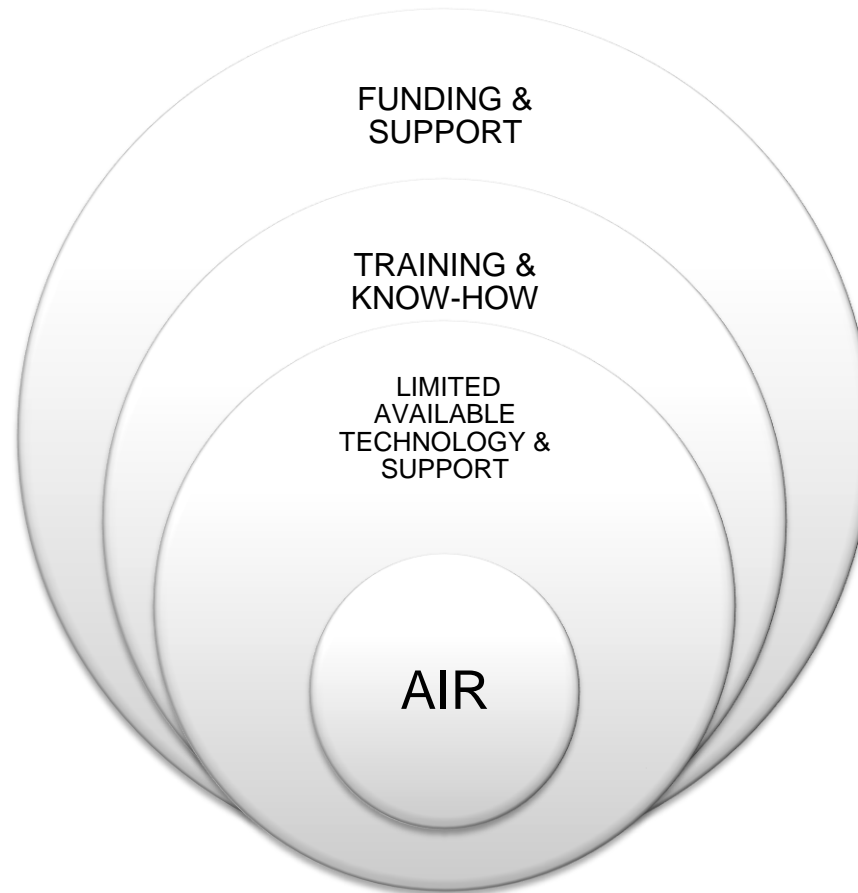 FUNDING &
SUPPORT
TRAINING &
KNOW-HOW
LIMITED
AVAILABLE
TECHNOLOGY &
SUPPORT
AIR